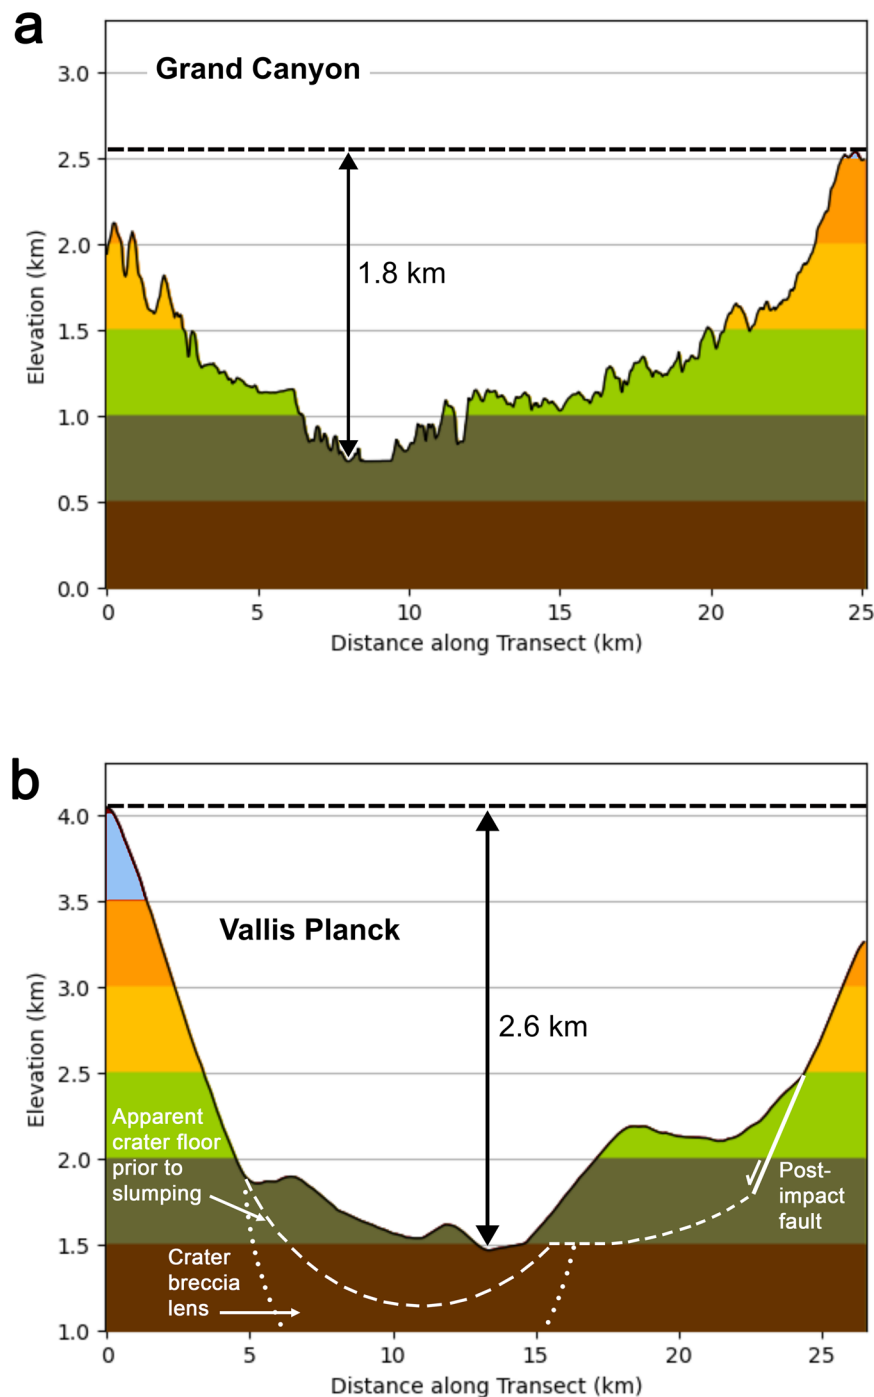 a
Grand Canyon
3.0
2.5
2.0
1.5
1.0
0.5
0.0
Elevation (km)
1.8 km
0 5 10 15 20 25
Distance along Transect (km)
b
4.0
3.5
3.0
2.5
2.0
1.5
1.0
Elevation (km)
Vallis Planck
2.6 km
Apparent
crater floor
prior to
slumping
Post-
impact
fault
Crater
breccia
lens
0 5 10 15 20 25
Distance along Transect (km)